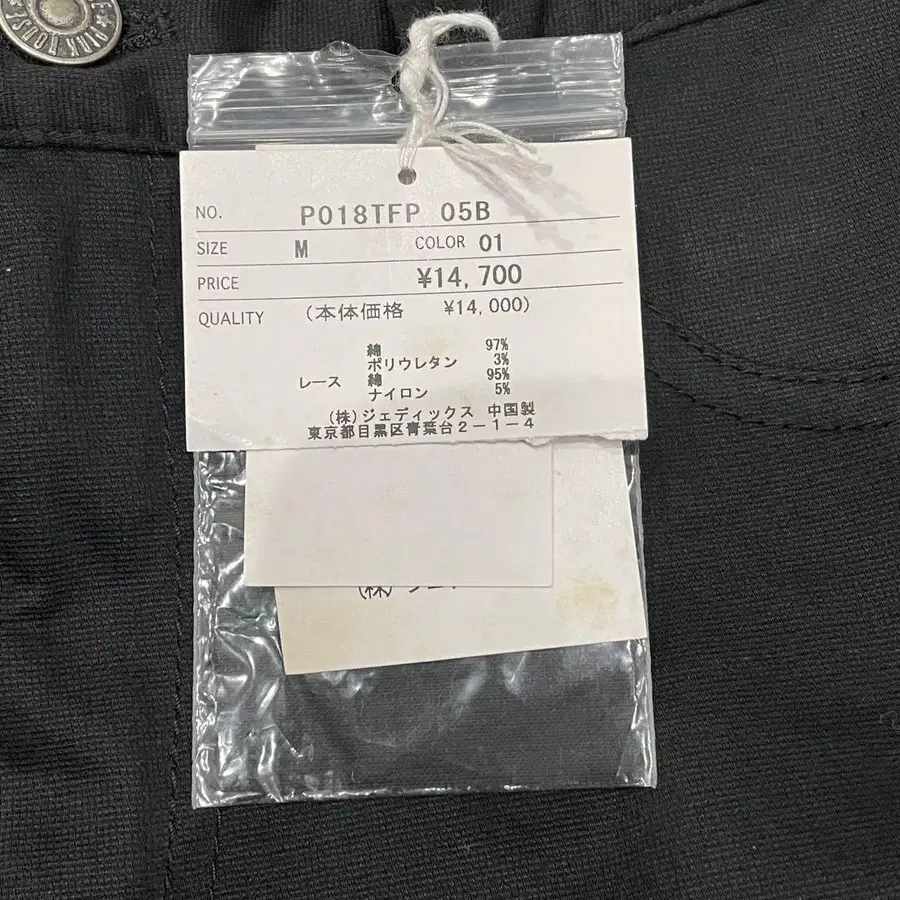 PINK TODS
NO. P018TFP 05B
SIZE M COLOR 01
PRICE ¥14,700
QUALITY (本体価格 ¥14,000)
綿 97%
ポリウレタン 3%
レース 綿 95%
ナイロン 5%
(株)ジェディックス 中国製
東京都目黒区青葉台2-1-4
(株)